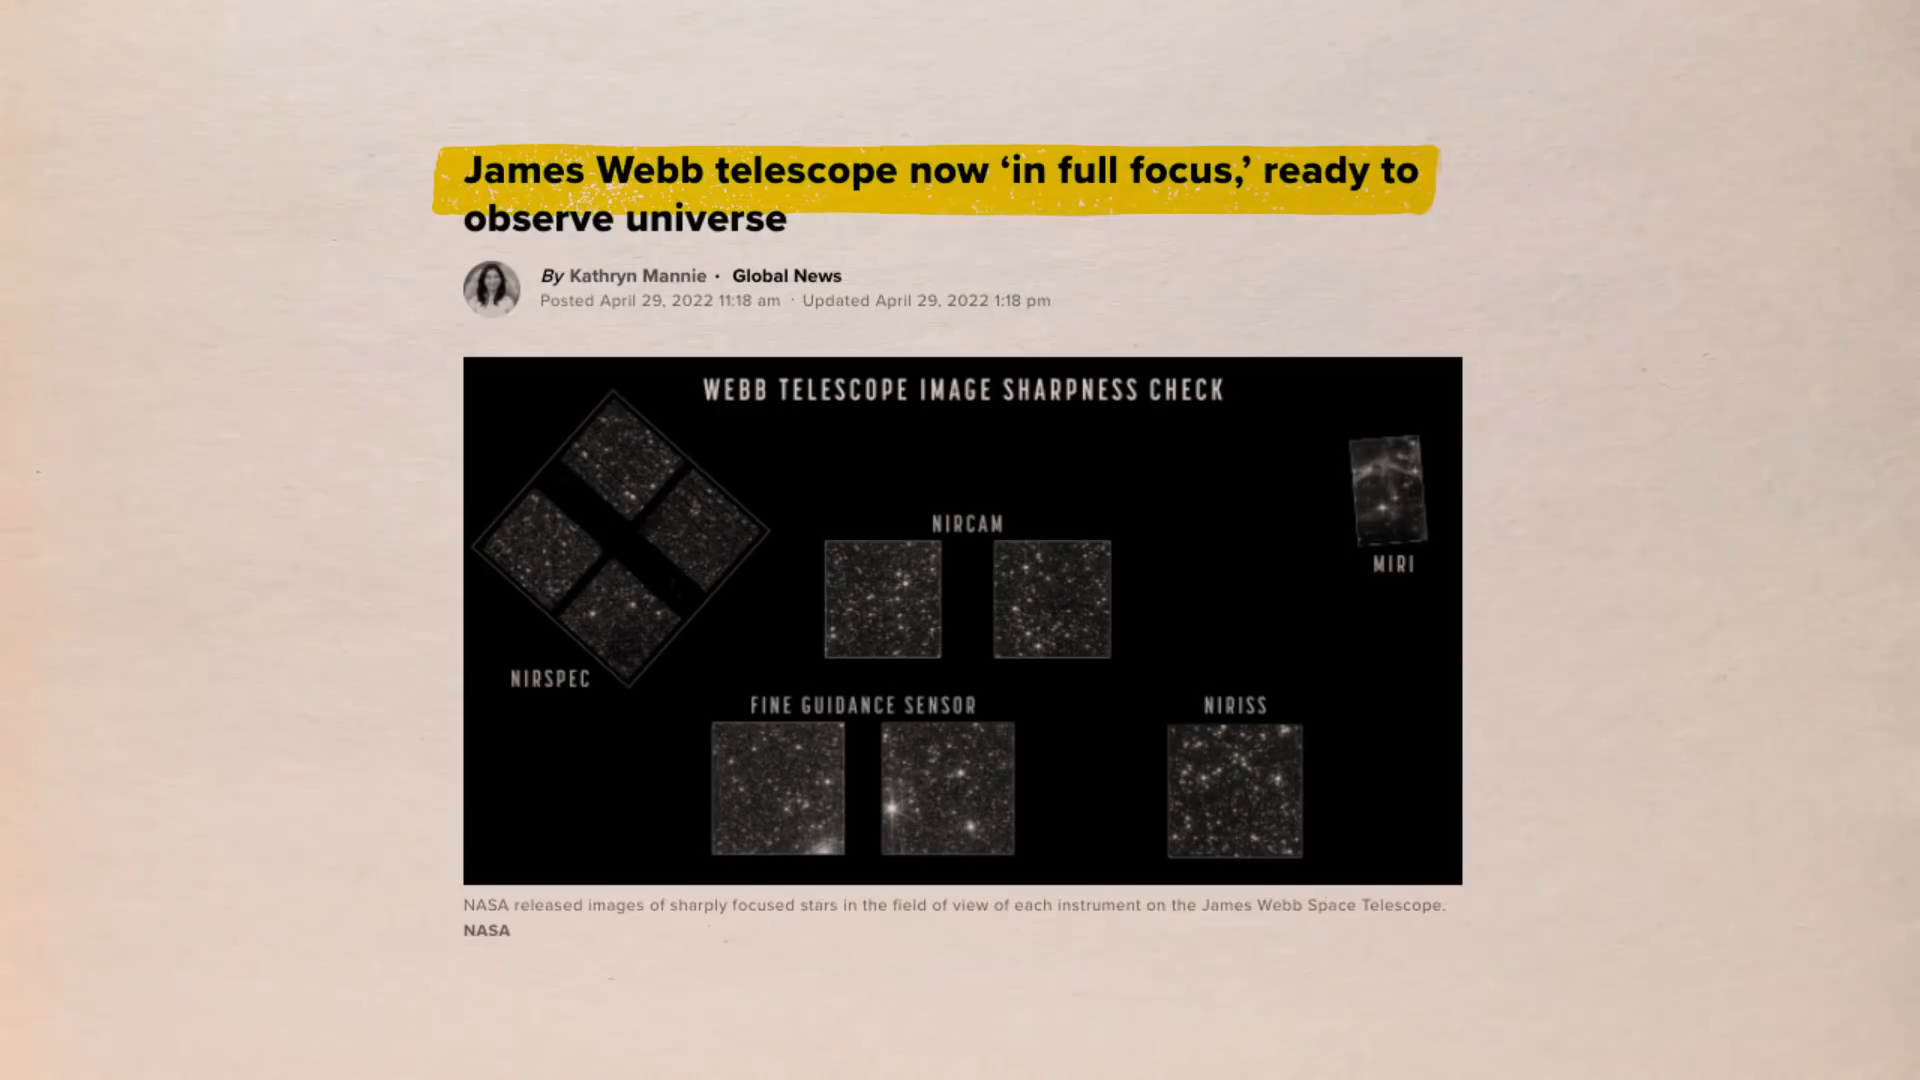 James Webb telescope now ‘in full focus,’ ready to
observe universe
By Kathryn Mannie · Global News
Posted April 29, 2022 11:18 am · Updated April 29, 2022 1:18 pm
WEBB TELESCOPE IMAGE SHARPNESS CHECK
NIRCAM
MIRI
NIRSPEC
FINE GUIDANCE SENSOR
NIRISS
NASA released images of sharply focused stars in the field of view of each instrument on the James Webb Space Telescope.
NASA